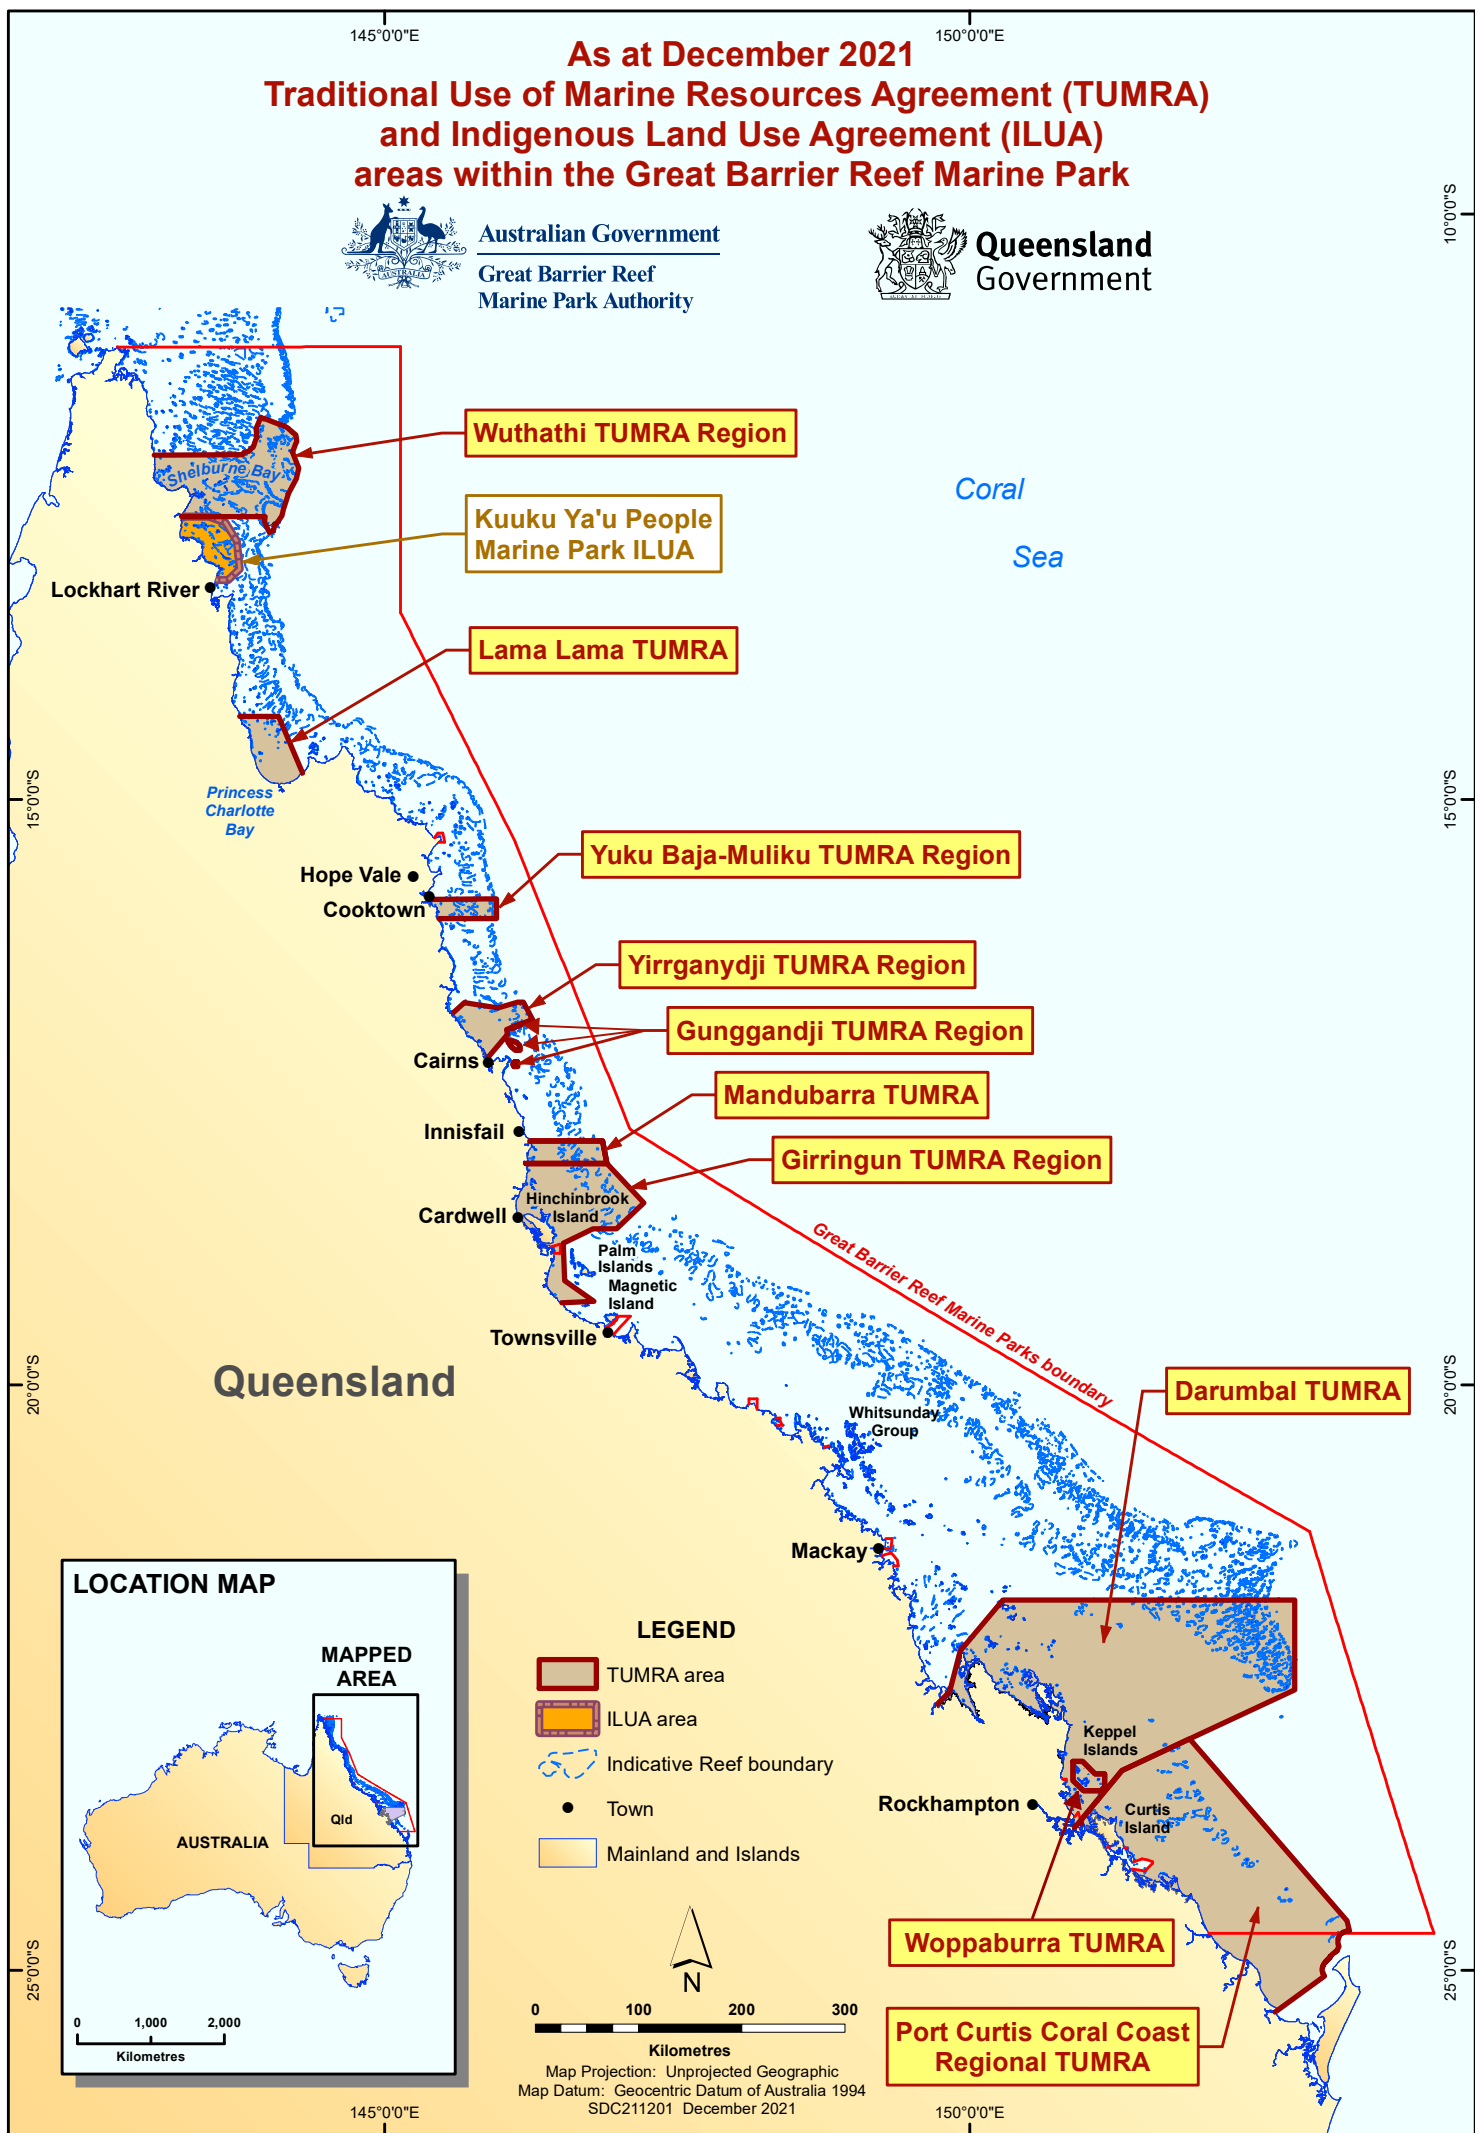 145°0'0"E
150°0'0"E
As at December 2021
Traditional Use of Marine Resources Agreement (TUMRA)
and Indigenous Land Use Agreement (ILUA)
areas within the Great Barrier Reef Marine Park
AUSTRALIA
Australian Government
Great Barrier Reef
Marine Park Authority
Queensland
Government
10°0'0"S
Wuthathi TUMRA Region
Shelburne Bay
Coral
Sea
Kuuku Ya'u People
Marine Park ILUA
Lockhart River
Lama Lama TUMRA
Princess
Charlotte
Bay
15°0'0"S
15°0'0"S
Yuku Baja-Muliku TUMRA Region
Hope Vale
Cooktown
Yirrganydji TUMRA Region
Gunggandji TUMRA Region
Cairns
Mandubarra TUMRA
Innisfail
Girringun TUMRA Region
Hinchinbrook
Island
Cardwell
Palm
Islands
Magnetic
Island
Townsville
Great Barrier Reef Marine Parks boundary
Queensland
20°0'0"S
20°0'0"S
Darumbal TUMRA
Whitsunday
Group
Mackay
Keppel
Islands
Rockhampton
Curtis
Island
Woppaburra TUMRA
Port Curtis Coral Coast
Regional TUMRA
LOCATION MAP
MAPPED
AREA
Qld
AUSTRALIA
0 1,000 2,000
Kilometres
LEGEND
TUMRA area
ILUA area
Indicative Reef boundary
Town
Mainland and Islands
N
0 100 200 300
Kilometres
Map Projection: Unprojected Geographic
Map Datum: Geocentric Datum of Australia 1994
SDC211201 December 2021
25°0'0"S
25°0'0"S
145°0'0"E
150°0'0"E